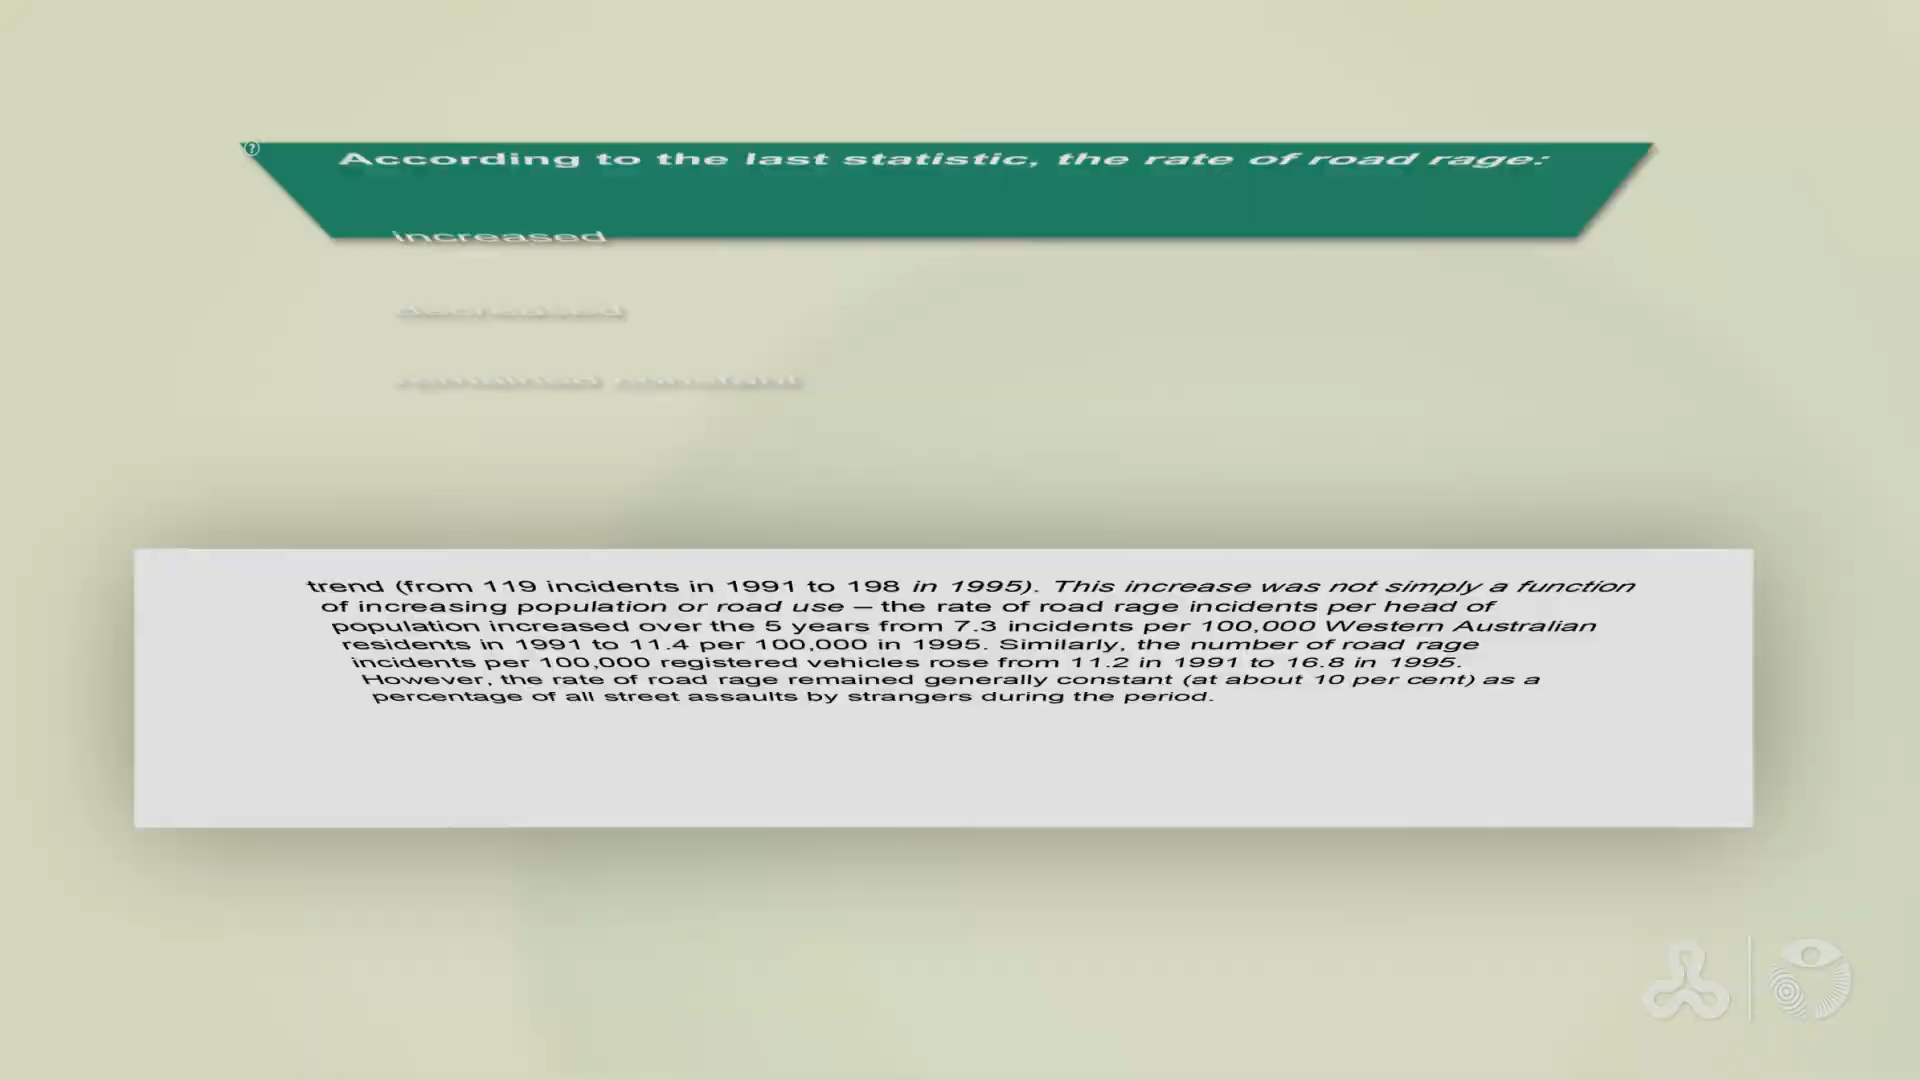 According to the last statistic, the rate of road rage:
increased
decreased
remained constant
trend (from 119 incidents in 1991 to 198 in 1995). This increase was not simply a function
of increasing population or road use – the rate of road rage incidents per head of
population increased over the 5 years from 7.3 incidents per 100,000 Western Australian
residents in 1991 to 11.4 per 100,000 in 1995. Similarly, the number of road rage
incidents per 100,000 registered vehicles rose from 11.2 in 1991 to 16.8 in 1995.
However, the rate of road rage remained generally constant (at about 10 per cent) as a
percentage of all street assaults by strangers during the period.